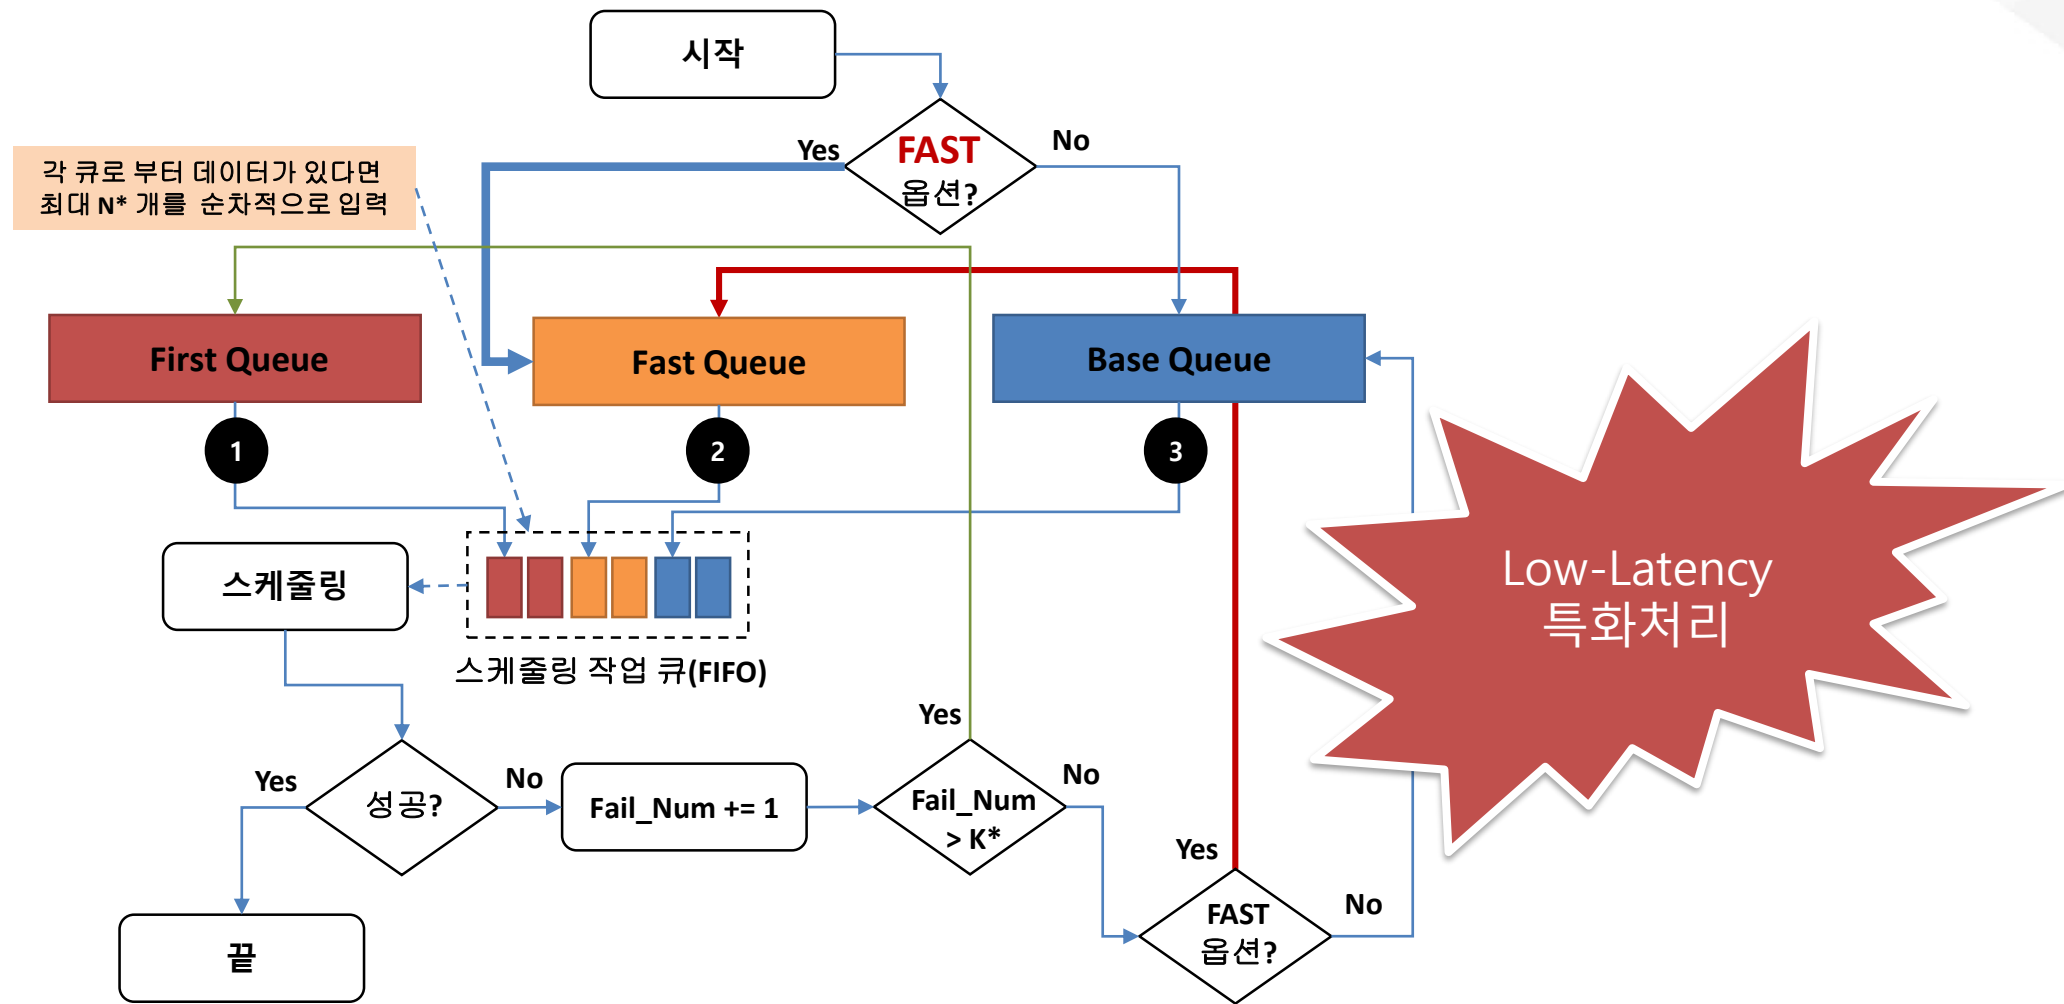 시작
FAST
옵션?
Yes
No
각 큐로 부터 데이터가 있다면
최대 N* 개를 순차적으로 입력
First Queue
Fast Queue
Base Queue
1
2
3
스케줄링
스케줄링 작업 큐(FIFO)
Low-Latency
특화처리
성공?
Yes
No
Fail_Num += 1
Fail_Num
> K*
Yes
No
FAST
옵션?
Yes
No
끝